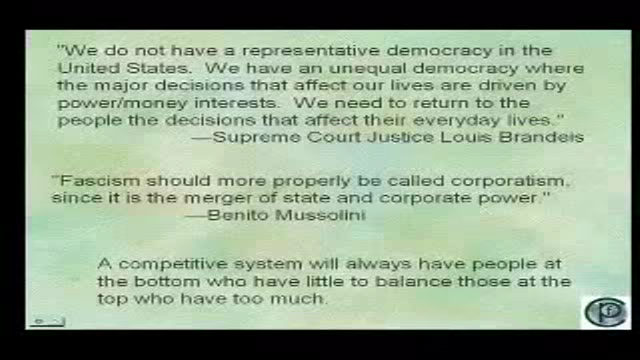 "We do not have a representative democracy in the
United States. We have an unequal democracy where
the major decisions that affect our lives are driven by
power/money interests. We need to return to the
people the decisions that affect their everyday lives."
—Supreme Court Justice Louis Brandeis
"Fascism should more properly be called corporatism,
since it is the merger of state and corporate power."
—Benito Mussolini
A competitive system will always have people at
the bottom who have little to balance those at the
top who have too much.